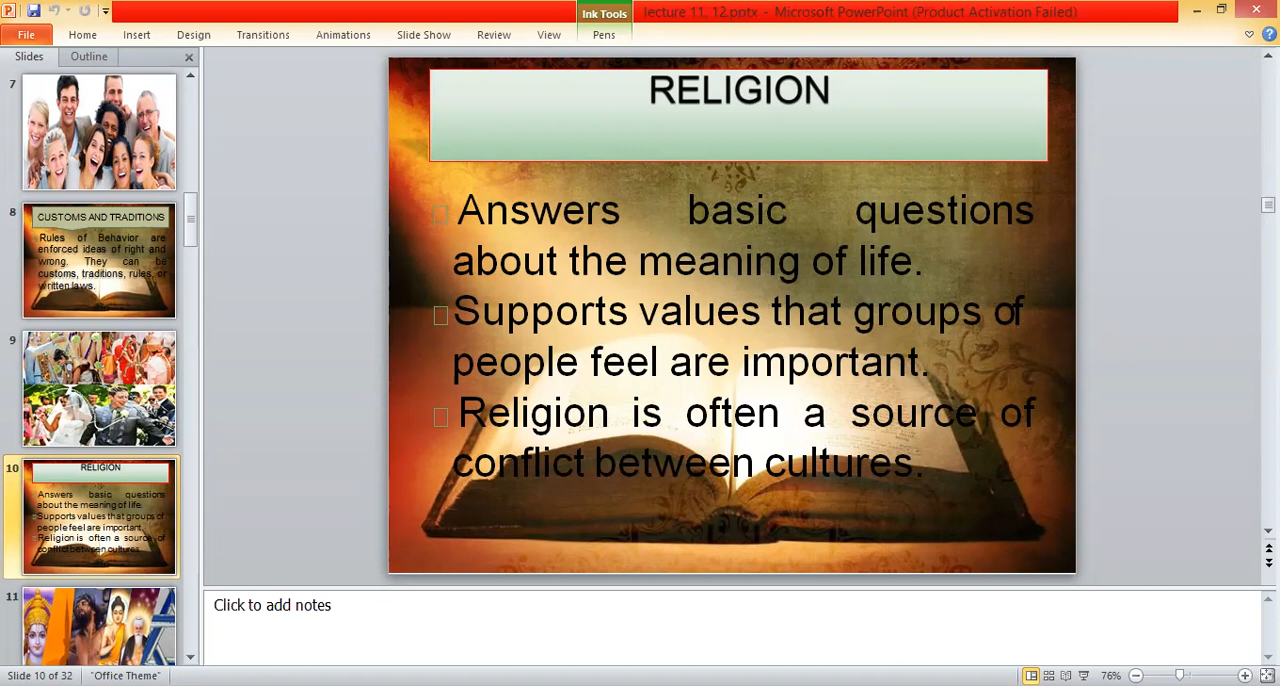 Ink Tools
lecture 11, 12.pptx - Microsoft PowerPoint (Product Activation Failed)
File Home Insert Design Transitions Animations Slide Show Review View Pens
Slides Outline
7
8
CUSTOMS AND TRADITIONS
Rules of Behavior are
enforced ideas of right and
wrong. They can be
customs, traditions, rules, or
written laws.
9
10
RELIGION
Answers basic questions
about the meaning of life.
Supports values that groups of
people feel are important.
Religion is often a source of
conflict between cultures.
11
RELIGION
Answers basic questions
about the meaning of life.
Supports values that groups of
people feel are important.
Religion is often a source of
conflict between cultures.
Click to add notes
Slide 10 of 32 "Office Theme" 76%